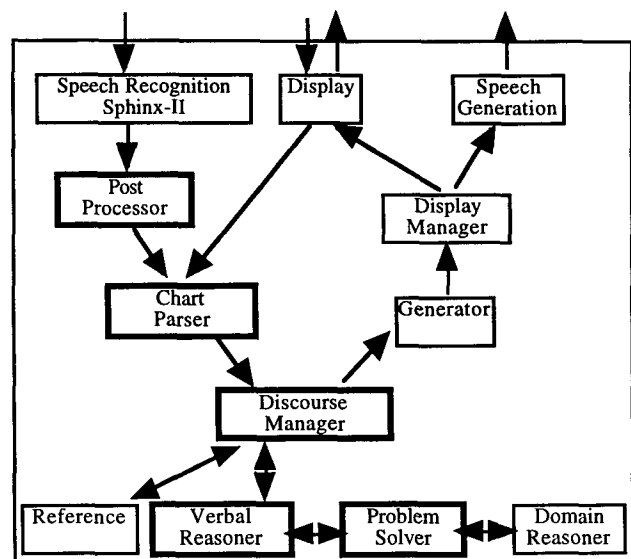 Speech Recognition
Sphinx-II
Display
Speech
Generation
Post
Processor
Display
Manager
Chart
Parser
Generator
Discourse
Manager
Reference
Verbal
Reasoner
Problem
Solver
Domain
Reasoner